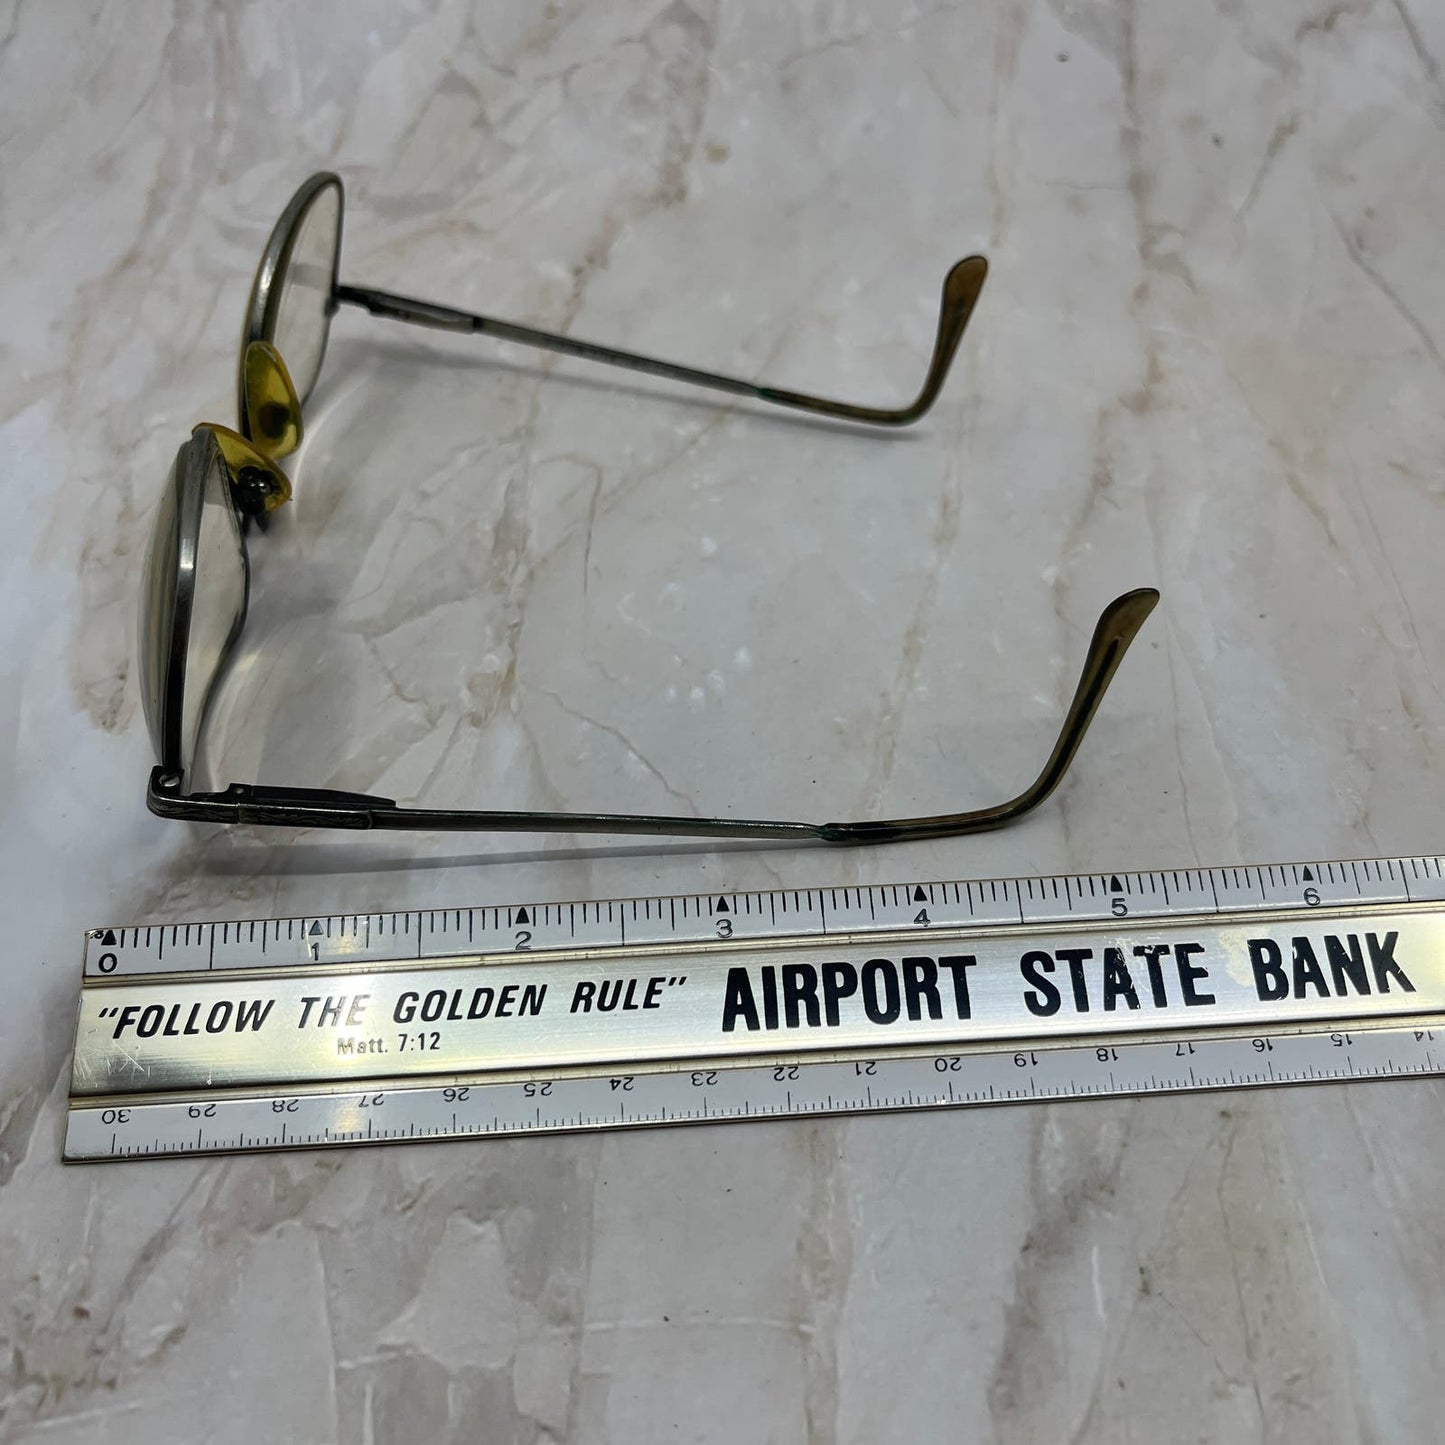 0 1 2 3 4 5 6
"FOLLOW THE GOLDEN RULE" AIRPORT STATE BANK
Matt. 7:12
30 29 28 27 26 25 24 23 22 21 20 19 18 17 16 15 14